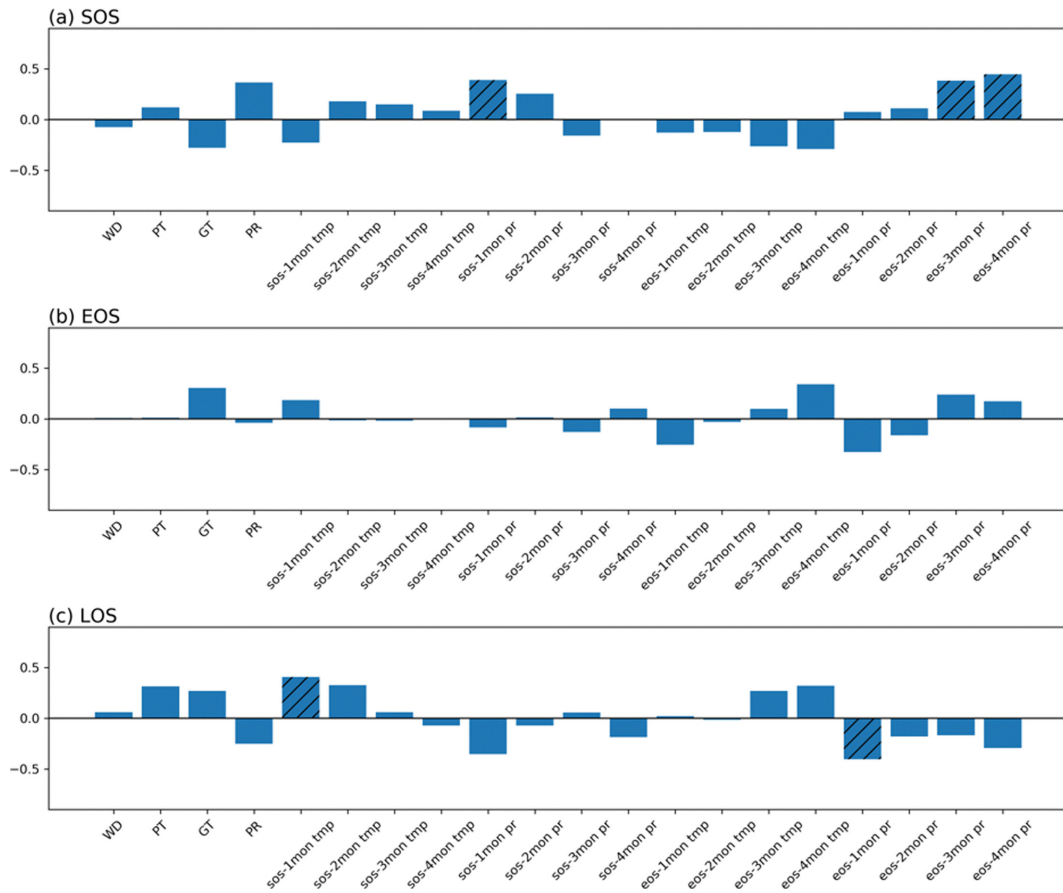 (a) SOS
0.5
0.0
−0.5
WD PT GT PR sos-1mon tmp sos-2mon tmp sos-3mon tmp sos-4mon tmp sos-1mon pr sos-2mon pr sos-3mon pr sos-4mon pr eos-1mon tmp eos-2mon tmp eos-3mon tmp eos-4mon tmp eos-1mon pr eos-2mon pr eos-3mon pr eos-4mon pr
(b) EOS
0.5
0.0
−0.5
WD PT GT PR sos-1mon tmp sos-2mon tmp sos-3mon tmp sos-4mon tmp sos-1mon pr sos-2mon pr sos-3mon pr sos-4mon pr eos-1mon tmp eos-2mon tmp eos-3mon tmp eos-4mon tmp eos-1mon pr eos-2mon pr eos-3mon pr eos-4mon pr
(c) LOS
0.5
0.0
−0.5
WD PT GT PR sos-1mon tmp sos-2mon tmp sos-3mon tmp sos-4mon tmp sos-1mon pr sos-2mon pr sos-3mon pr sos-4mon pr eos-1mon tmp eos-2mon tmp eos-3mon tmp eos-4mon tmp eos-1mon pr eos-2mon pr eos-3mon pr eos-4mon pr